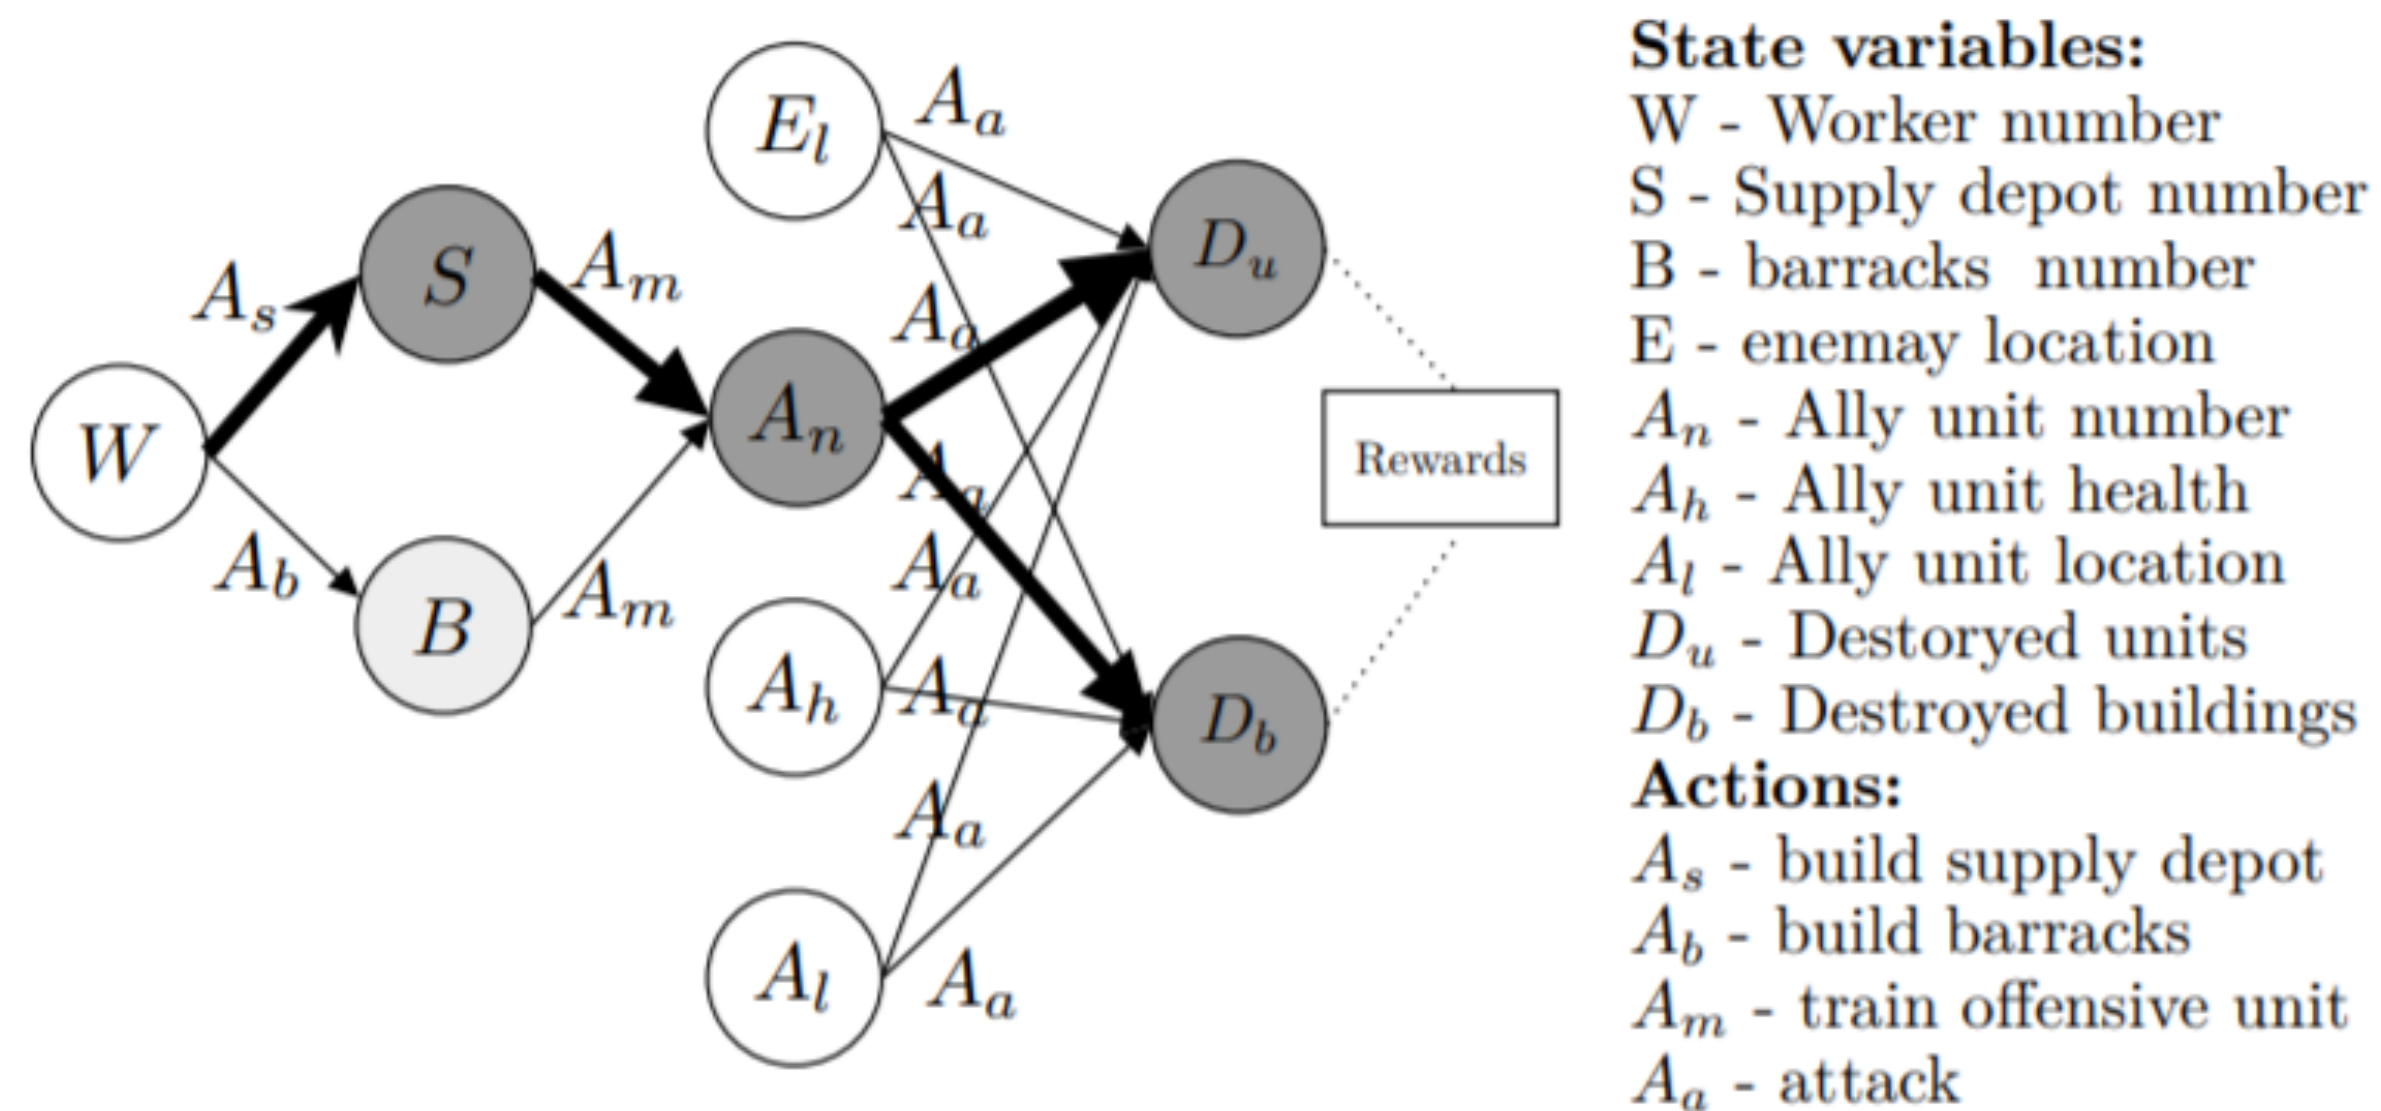 E_l
A_a
A_a
S
D_u
A_s
A_m
A_a
W
A_n
Rewards
A_a
A_b
A_a
B
A_m
A_h
A_a
D_b
A_a
A_l
A_a
State variables:
W - Worker number
S - Supply depot number
B - barracks number
E - enemay location
A_n - Ally unit number
A_h - Ally unit health
A_l - Ally unit location
D_u - Destoryed units
D_b - Destroyed buildings
Actions:
A_s - build supply depot
A_b - build barracks
A_m - train offensive unit
A_a - attack